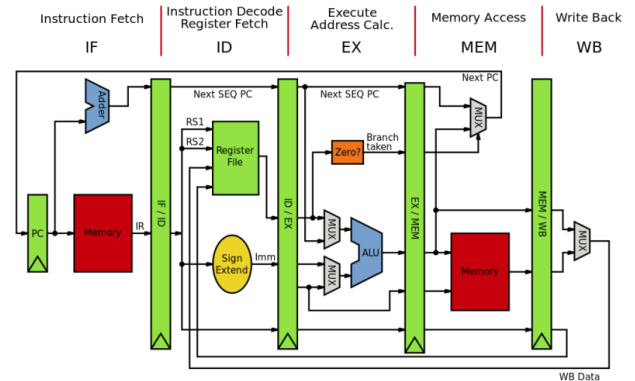 Instruction Fetch
IF
Instruction Decode
Register Fetch
ID
Execute
Address Calc.
EX
Memory Access
MEM
Write Back
WB
Next PC
Adder
Next SEQ PC
Next SEQ PC
MUX
RS1
RS2
Register
File
Zero?
Branch
taken
IF / ID
ID / EX
EX / MEM
MEM / WB
PC
Memory
IR
MUX
ALU
MUX
Sign
Extend
Imm
MUX
Memory
MUX
WB Data